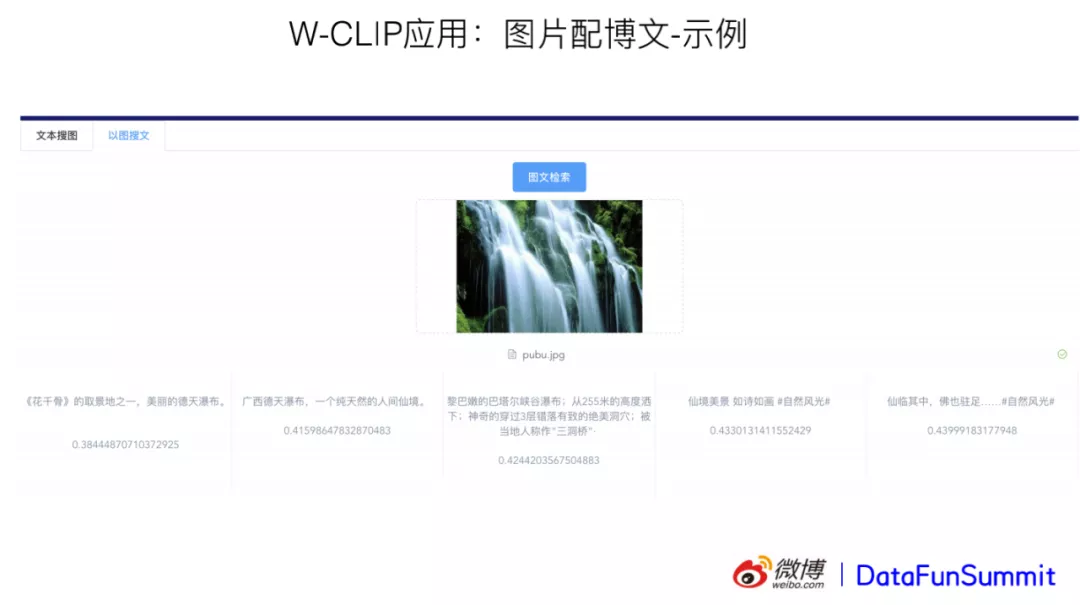 W-CLIP应用：图片配博文-示例
文本搜图
以图搜文
图文检索
pubu.jpg
《花千骨》的取景地之一，美丽的德天瀑布。
0.38444870710372925
广西德天瀑布，一个纯天然的人间仙境。
0.41598647832870483
黎巴嫩的巴塔尔峡谷瀑布；从255米的高度洒
下；神奇的穿过3层错落有致的绝美洞穴；被
当地人称作"三洞桥"·
0.4244203567504883
仙境美景 如诗如画 #自然风光#
0.4330131411552429
仙临其中，佛也驻足……#自然风光#
0.43999183177948
微博
weibo.com
DataFunSummit